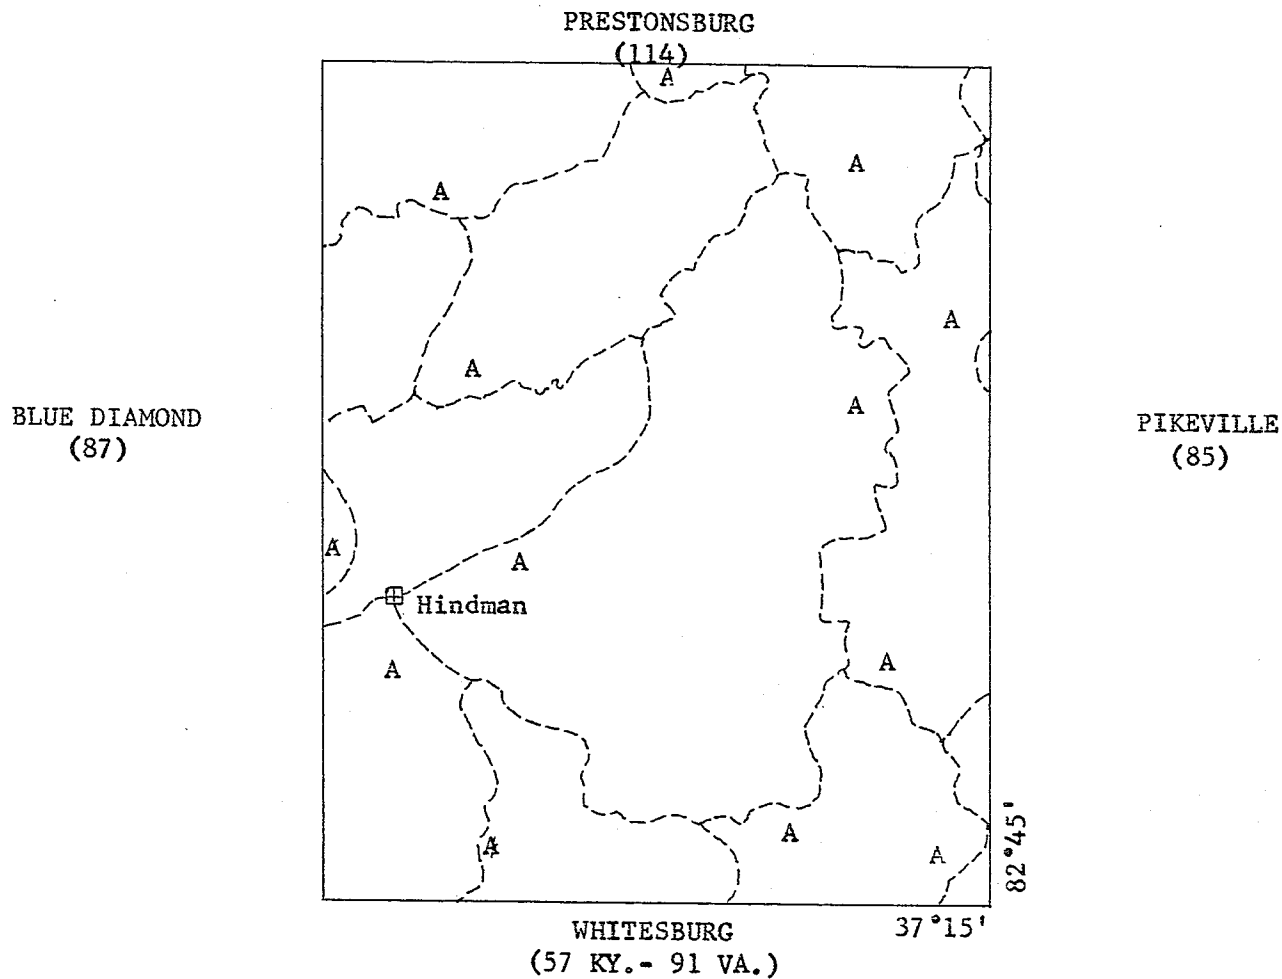 PRESTONSBURG
(114)
A
A
A
A
A
A
BLUE DIAMOND
(87)
PIKEVILLE
(85)
A
A
Hindman
A
A
A
A
A
82°45'
37°15'
WHITESBURG
(57 KY.- 91 VA.)